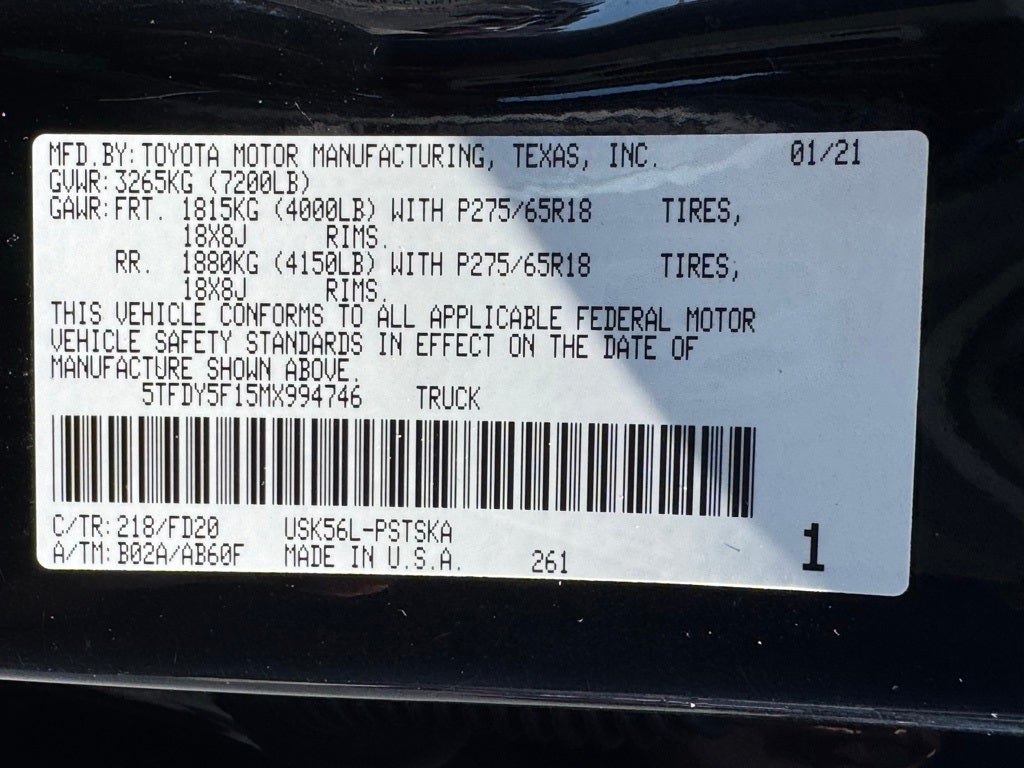 MFD.BY: TOYOTA MOTOR MANUFACTURING, TEXAS, INC. 01/21
GVWR: 3265KG (7200LB)
GAWR: FRT. 1815KG (4000LB) WITH P275/65R18 TIRES,
18X8J RIMS.
RR. 1880KG (4150LB) WITH P275/65R18 TIRES,
18X8J RIMS.
THIS VEHICLE CONFORMS TO ALL APPLICABLE FEDERAL MOTOR
VEHICLE SAFETY STANDARDS IN EFFECT ON THE DATE OF
MANUFACTURE SHOWN ABOVE.
5TFDY5F15MX994746 TRUCK
C/TR: 218/FD20 USK56L-PSTSKA
A/TM: B02A/AB60F MADE IN U.S.A. 261 1